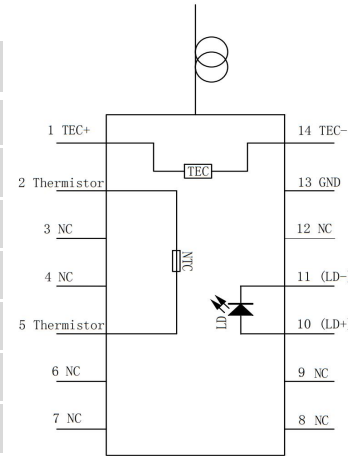 1 TEC+
14 TEC-
TEC
2 Thermistor
13 GND
3 NC
12 NC
NTC
4 NC
11 (LD-
LD
5 Thermistor
10 (LD+
6 NC
9 NC
7 NC
8 NC